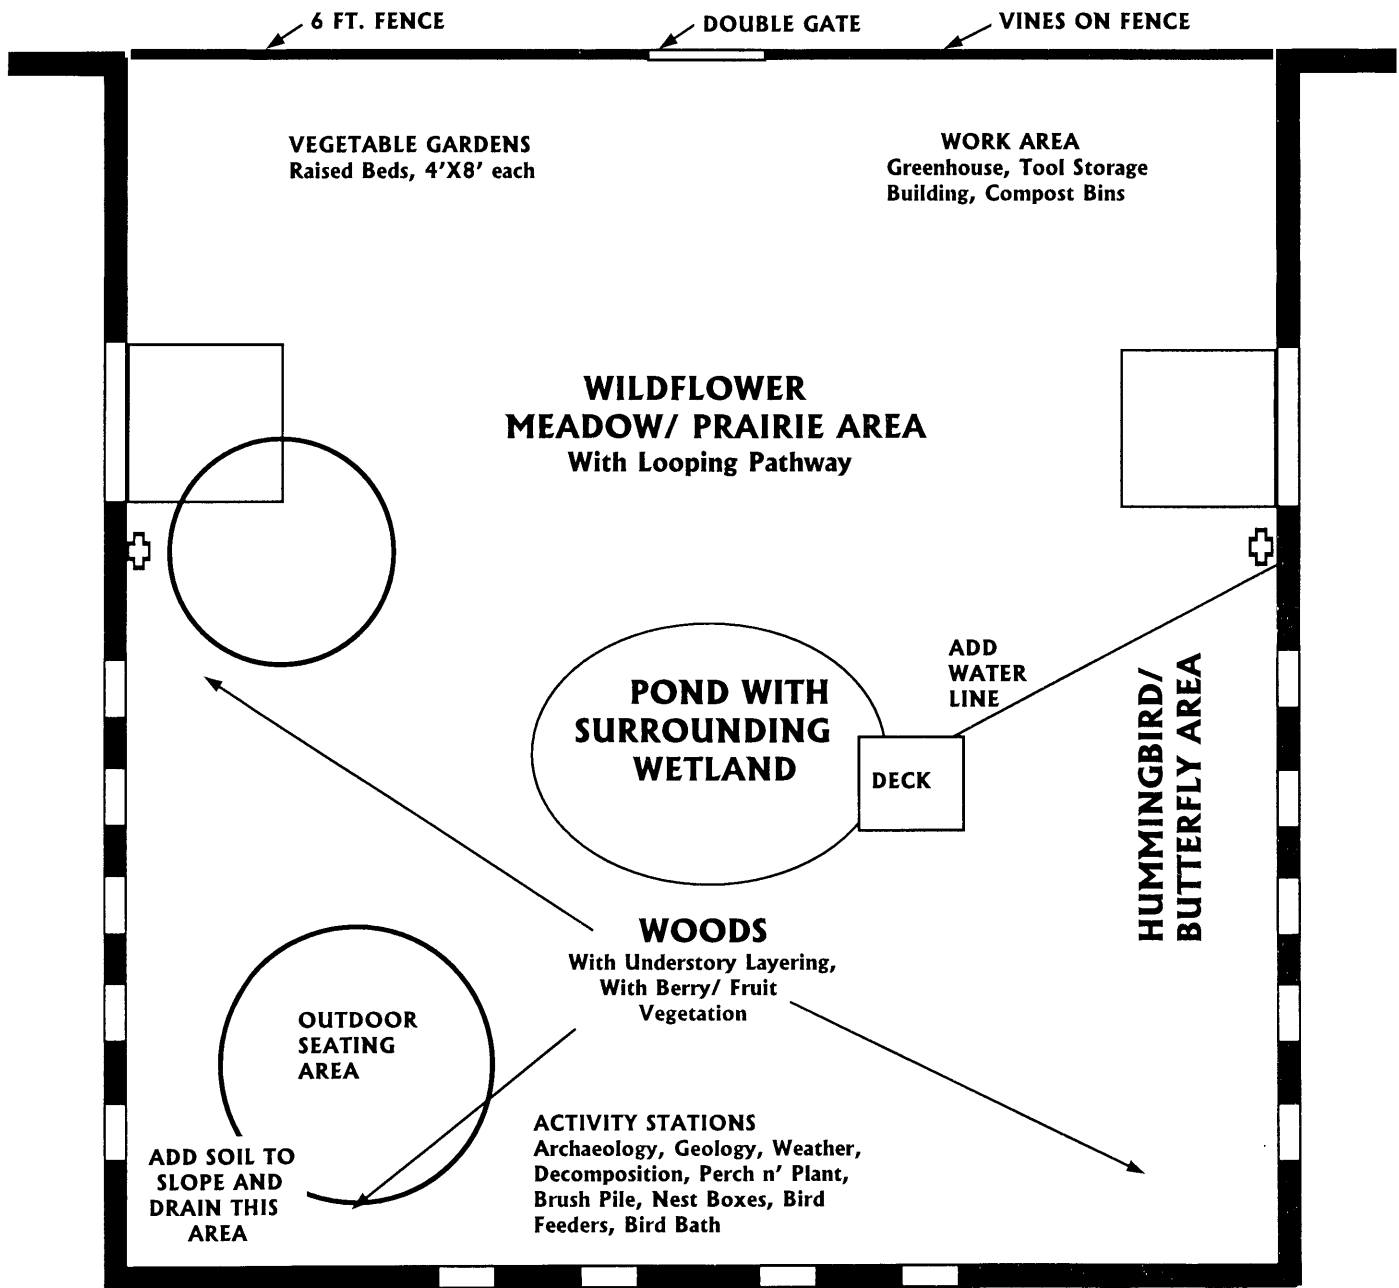 6 FT. FENCE
DOUBLE GATE
VINES ON FENCE
VEGETABLE GARDENS
Raised Beds, 4'X8' each
WORK AREA
Greenhouse, Tool Storage
Building, Compost Bins
WILDFLOWER
MEADOW/ PRAIRIE AREA
With Looping Pathway
ADD
WATER
LINE
POND WITH
SURROUNDING
WETLAND
DECK
HUMMINGBIRD/
BUTTERFLY AREA
WOODS
With Understory Layering,
With Berry/ Fruit
Vegetation
OUTDOOR
SEATING
AREA
ADD SOIL TO
SLOPE AND
DRAIN THIS
AREA
ACTIVITY STATIONS
Archaeology, Geology, Weather,
Decomposition, Perch n' Plant,
Brush Pile, Nest Boxes, Bird
Feeders, Bird Bath